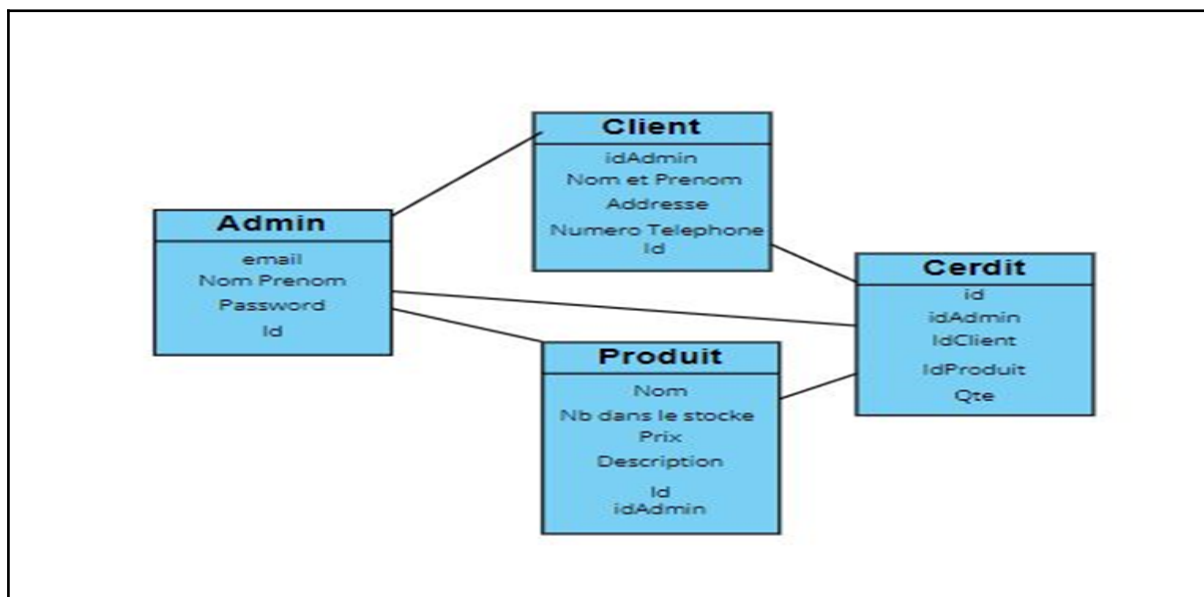 Client
idAdmin
Nom et Prenom
Addresse
Numero Telephone
Id
Admin
email
Nom Prenom
Password
Id
Cerdit
id
idAdmin
IdClient
IdProduit
Qte
Produit
Nom
Nb dans le stocke
Prix
Description
Id
idAdmin